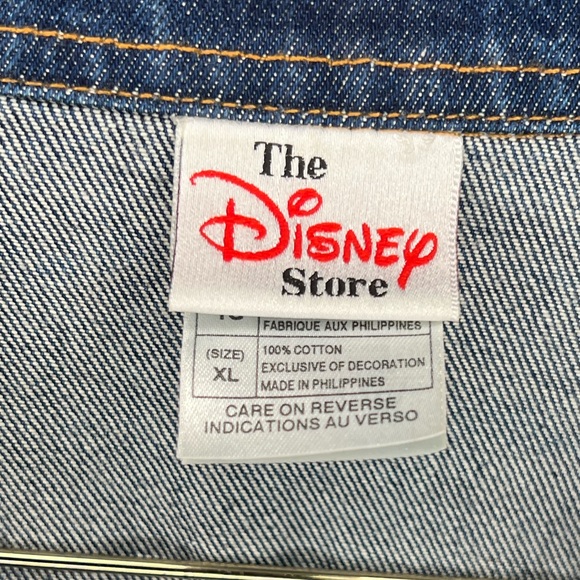 The
Disney
Store
FABRIQUE AUX PHILIPPINES
(SIZE)
XL
100% COTTON
EXCLUSIVE OF DECORATION
MADE IN PHILIPPINES
CARE ON REVERSE
INDICATIONS AU VERSO